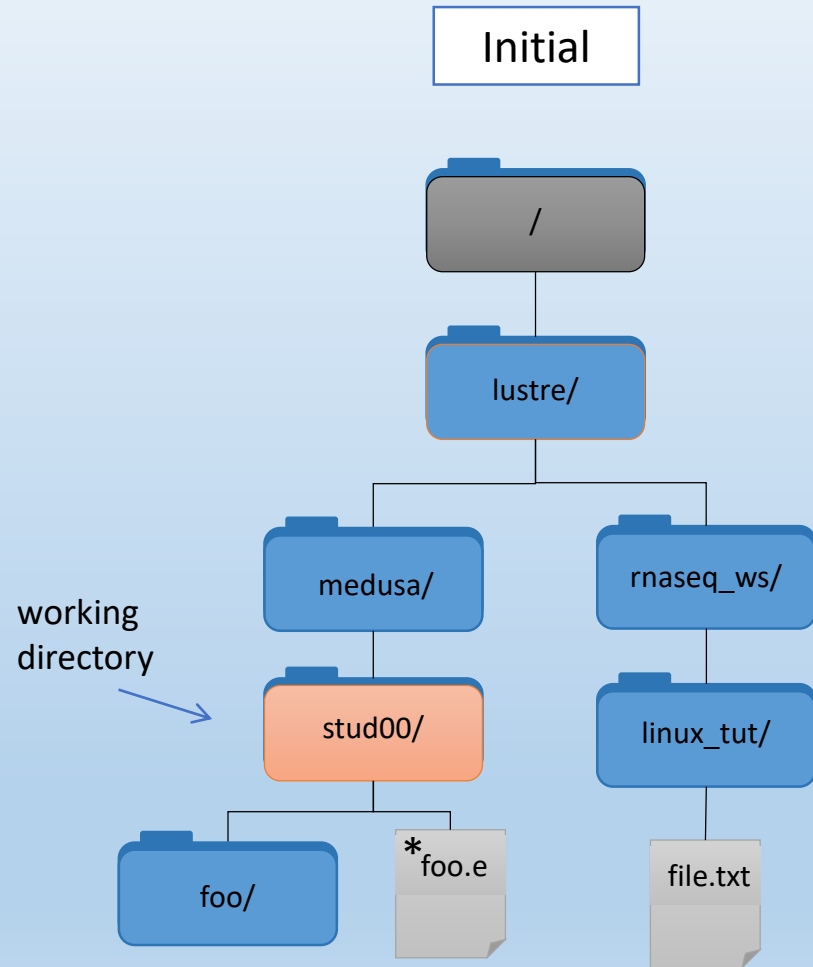 Initial
/
lustre/
medusa/
rnaseq_ws/
working
directory
stud00/
linux_tut/
foo/
*foo.e
file.txt